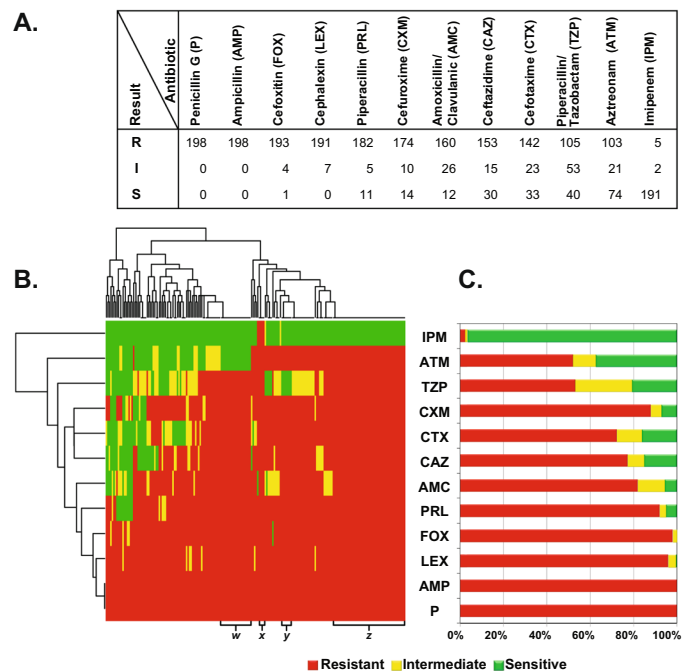 A.
Result Antibiotic Penicillin G (P) Ampicillin (AMP) Cefoxitin (FOX) Cephalexin (LEX) Piperacillin (PRL) Cefuroxime (CXM) Amoxicillin/ Clavulanic (AMC) Ceftazidime (CAZ) Cefotaxime (CTX) Piperacillin/ Tazobactam (TZP) Aztreonam (ATM) Imipenem (IPM)
R 198 198 193 191 182 174 160 153 142 105 103 5
I 0 0 4 7 5 10 26 15 23 53 21 2
S 0 0 1 0 11 14 12 30 33 40 74 191
B.
w x y z
C.
IPM
ATM
TZP
CXM
CTX
CAZ
AMC
PRL
FOX
LEX
AMP
P
0% 20% 40% 60% 80% 100%
Resistant Intermediate Sensitive